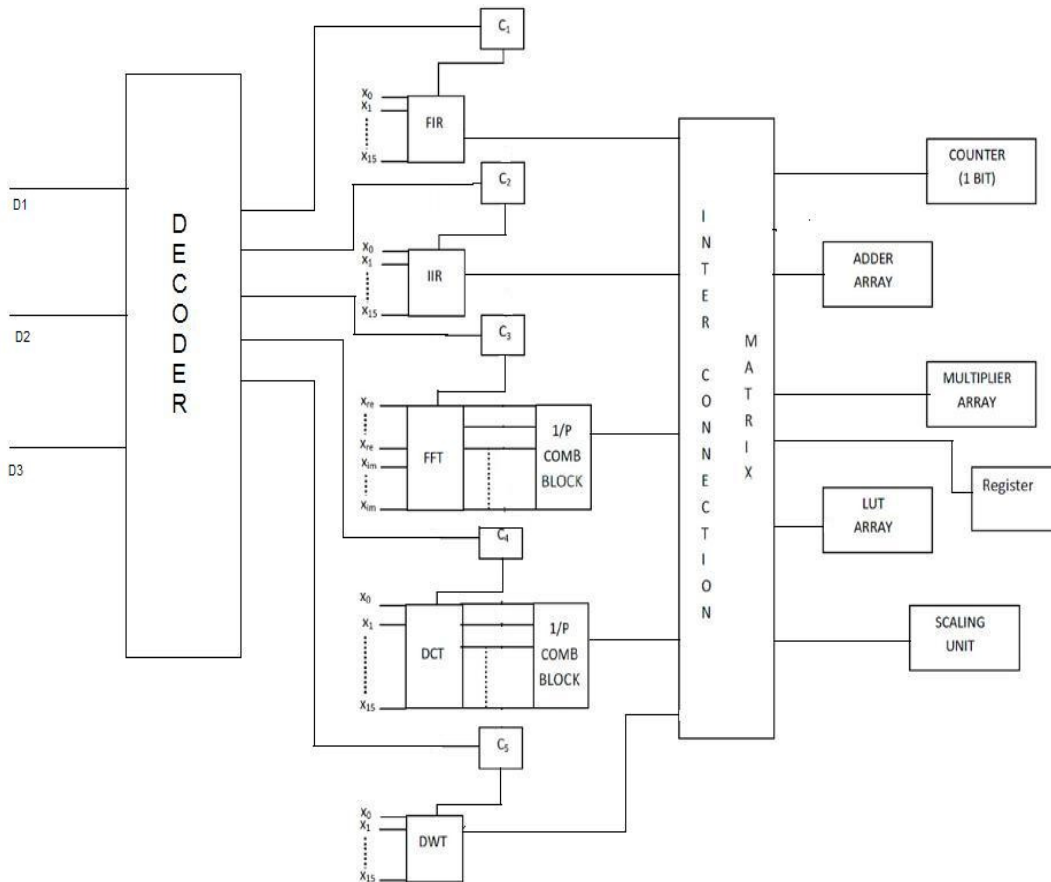 D1
D2
D3
DECODER
C1
X0
X1
X15
FIR
C2
X0
X1
X15
IIR
C3
Xre
Xre
Xim
Xim
FFT
1/P
COMB
BLOCK
C4
X0
X1
X15
DCT
1/P
COMB
BLOCK
C5
X0
X1
X15
DWT
INTER CONNECTION
MATRIX
COUNTER
(1 BIT)
ADDER
ARRAY
MULTIPLIER
ARRAY
Register
LUT
ARRAY
SCALING
UNIT